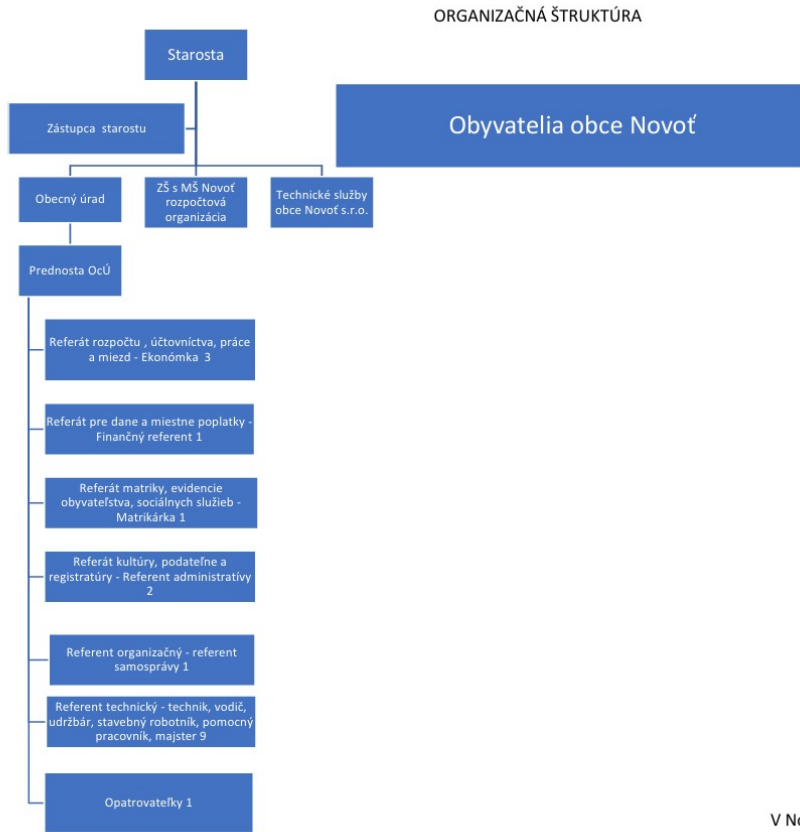 ORGANIZAČNÁ ŠTRUKTÚRA
Starosta
Zástupca starostu
Obyvatelia obce Novoť
Obecný úrad
ZŠ s MŠ Novoť
rozpočtová
organizácia
Technické služby
obce Novoť s.r.o.
Prednosta OcÚ
Referát rozpočtu , účtovníctva, práce
a miezd - Ekonómka 3
Referát pre dane a miestne poplatky -
Finančný referent 1
Referát matriky, evidencie
obyvateľstva, sociálnych služieb -
Matrikárka 1
Referát kultúry, podateľne a
registratúry - Referent administratívy
2
Referent organizačný - referent
samosprávy 1
Referent technický - technik, vodič,
udržbár, stavebný robotník, pomocný
pracovník, majster 9
Opatrovateľky 1
V No